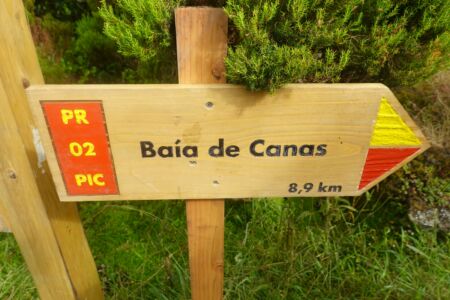 PR
02
PIC
Baía de Canas
8,9 km